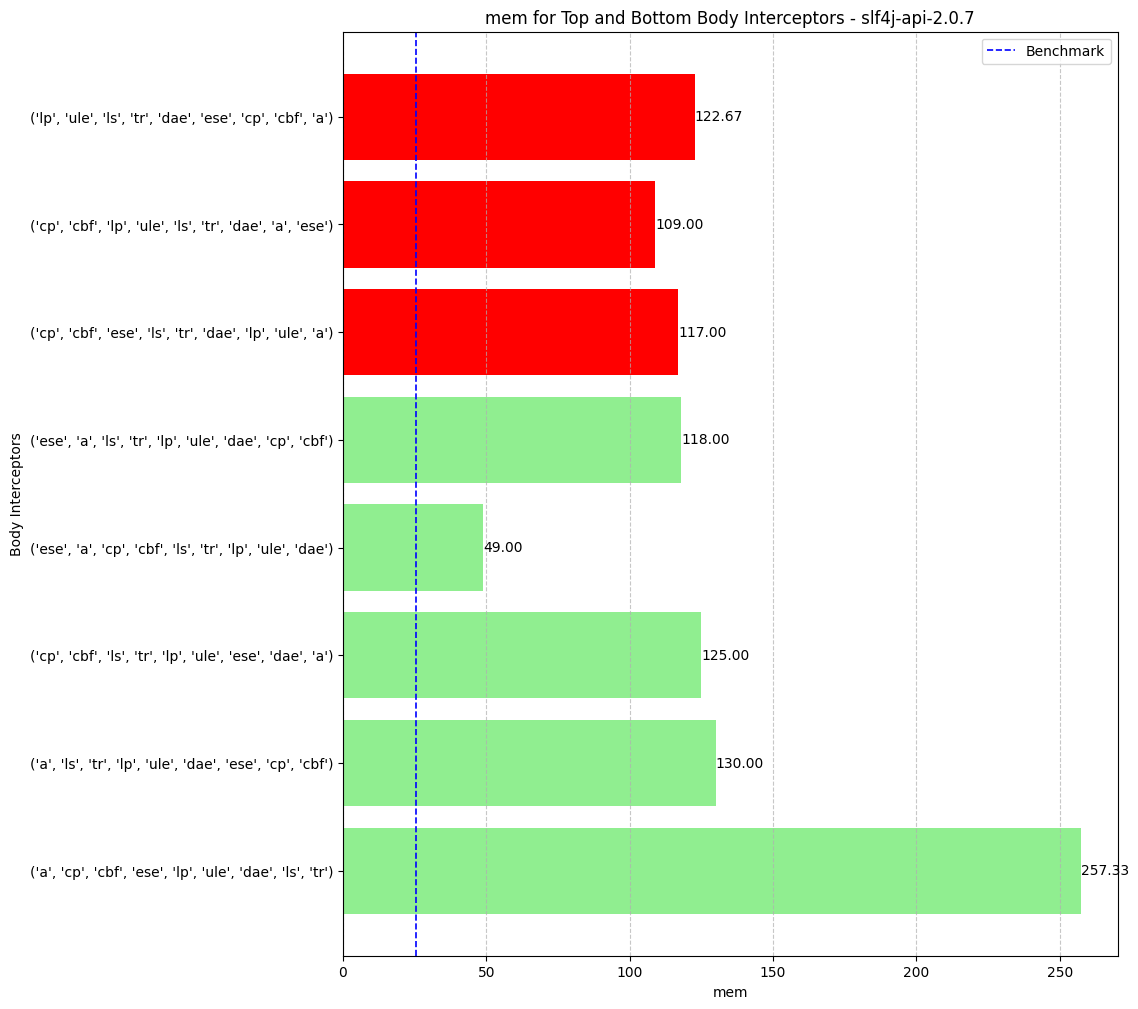 mem for Top and Bottom Body Interceptors - slf4j-api-2.0.7
Benchmark
('lp', 'ule', 'ls', 'tr', 'dae', 'ese', 'cp', 'cbf', 'a')
122.67
('cp', 'cbf', 'lp', 'ule', 'ls', 'tr', 'dae', 'a', 'ese')
109.00
('cp', 'cbf', 'ese', 'ls', 'tr', 'dae', 'lp', 'ule', 'a')
117.00
('ese', 'a', 'ls', 'tr', 'lp', 'ule', 'dae', 'cp', 'cbf')
118.00
('ese', 'a', 'cp', 'cbf', 'ls', 'tr', 'lp', 'ule', 'dae')
49.00
('cp', 'cbf', 'ls', 'tr', 'lp', 'ule', 'ese', 'dae', 'a')
125.00
('a', 'ls', 'tr', 'lp', 'ule', 'dae', 'ese', 'cp', 'cbf')
130.00
('a', 'cp', 'cbf', 'ese', 'lp', 'ule', 'dae', 'ls', 'tr')
257.33
Body Interceptors
0 50 100 150 200 250
mem